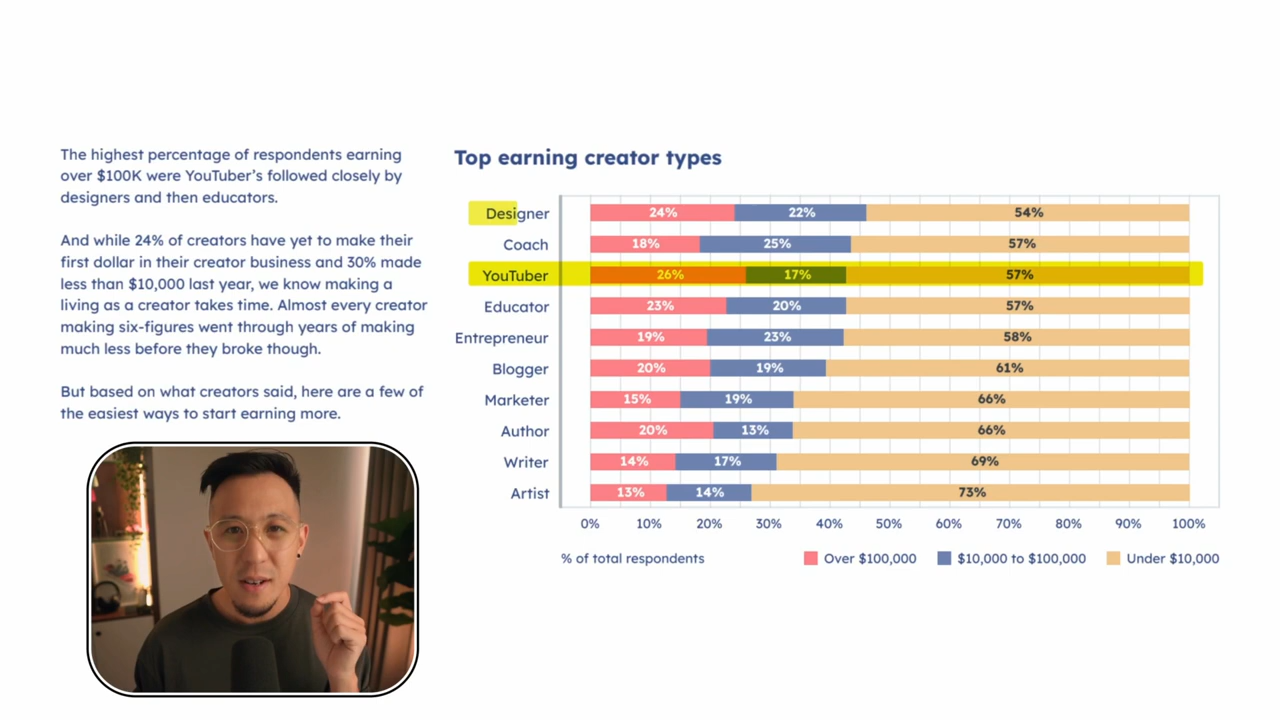 The highest percentage of respondents earning
over $100K were YouTuber’s followed closely by
designers and then educators.
And while 24% of creators have yet to make their
first dollar in their creator business and 30% made
less than $10,000 last year, we know making a
living as a creator takes time. Almost every creator
making six-figures went through years of making
much less before they broke though.
But based on what creators said, here are a few of
the easiest ways to start earning more.
Top earning creator types
Designer 24% 22% 54%
Coach 18% 25% 57%
YouTuber 26% 17% 57%
Educator 23% 20% 57%
Entrepreneur 19% 23% 58%
Blogger 20% 19% 61%
Marketer 15% 19% 66%
Author 20% 13% 66%
Writer 14% 17% 69%
Artist 13% 14% 73%
0% 10% 20% 30% 40% 50% 60% 70% 80% 90% 100%
% of total respondents Over $100,000 $10,000 to $100,000 Under $10,000